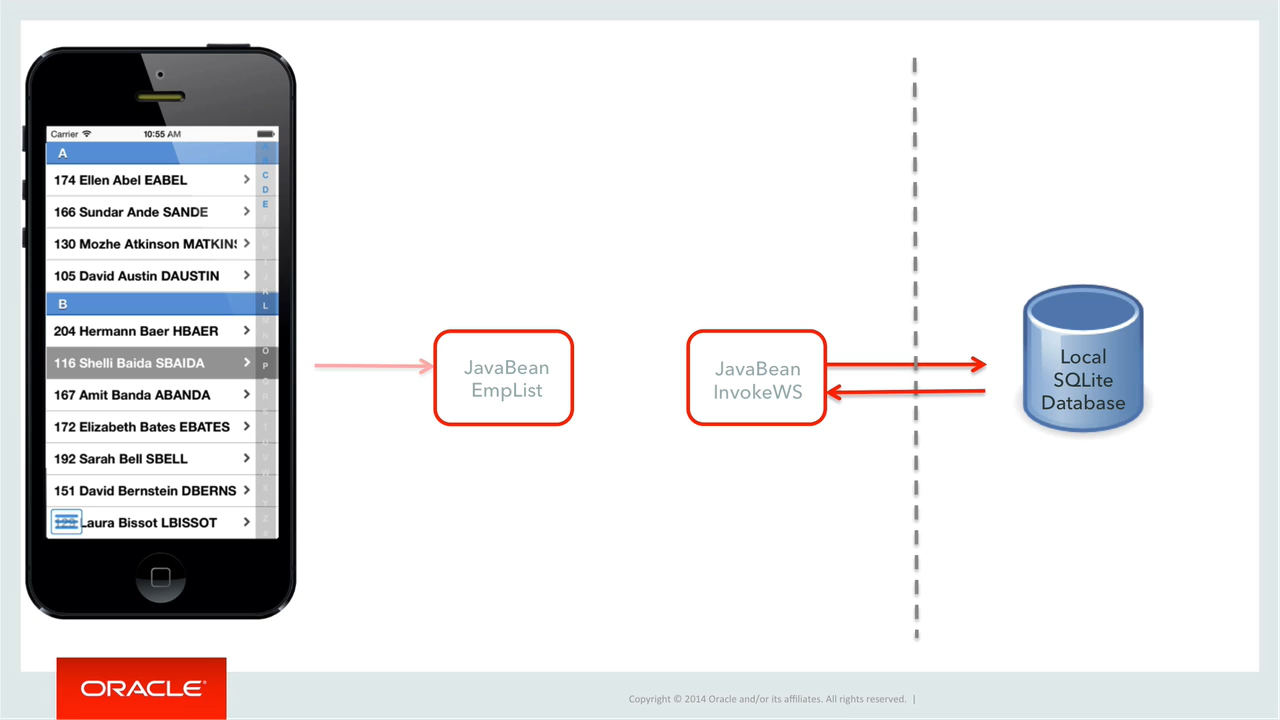 Carrier 10:55 AM
A
174 Ellen Abel EABEL
166 Sundar Ande SANDE
130 Mozhe Atkinson MATKINS
105 David Austin DAUSTIN
B
204 Hermann Baer HBAER
116 Shelli Baida SBAIDA
167 Amit Banda ABANDA
172 Elizabeth Bates EBATES
192 Sarah Bell SBELL
151 David Bernstein DBERNS
Laura Bissot LBISSOT
C
D
E
L
O
P
JavaBean
EmpList
JavaBean
InvokeWS
Local
SQLite
Database
ORACLE®
Copyright © 2014 Oracle and/or its affiliates. All rights reserved. |